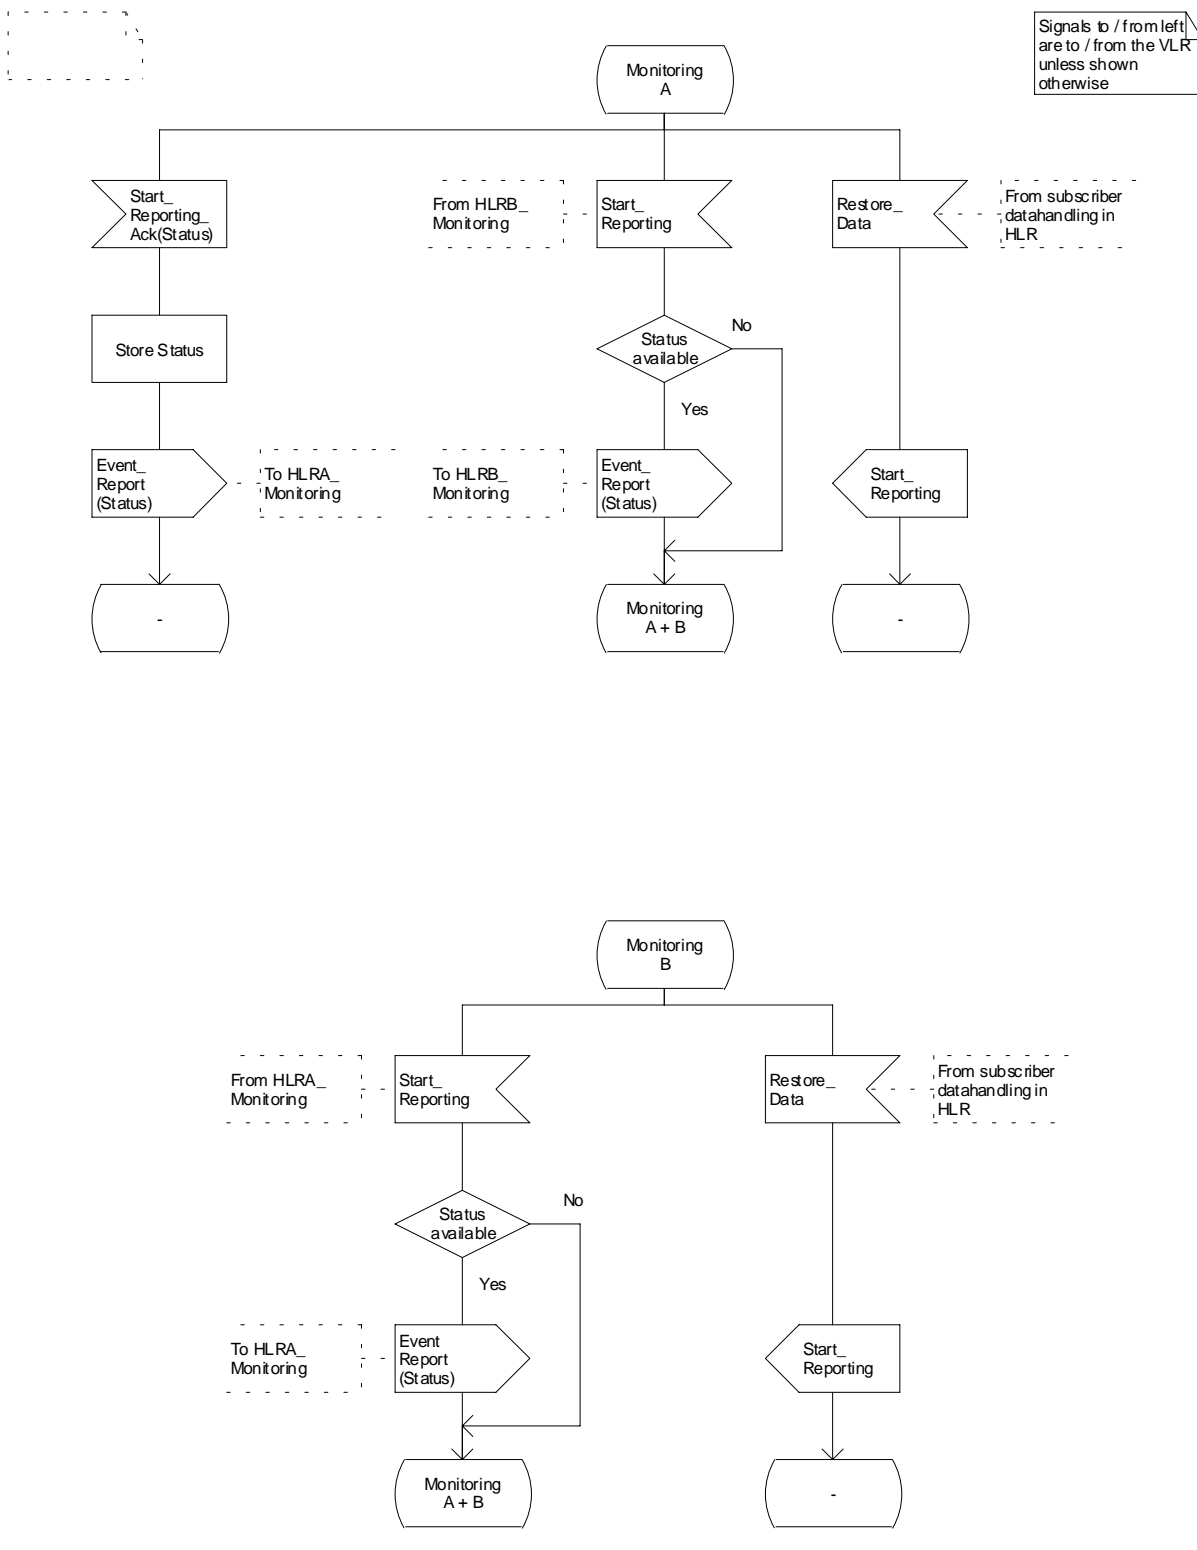 Signals to / from left
are to / from the VLR
unless shown
otherwise
Monitoring
A
Start_
Reporting_
Ack(Status)
From HLRB_
Monitoring
Start_
Reporting
Restore_
Data
From subscriber
datahandling in
HLR
Store Status
Status
available
No
Yes
Event_
Report
(Status)
To HLRA_
Monitoring
To HLRB_
Monitoring
Event_
Report
(Status)
Start_
Reporting
-
Monitoring
A + B
-
Monitoring
B
From HLRA_
Monitoring
Start_
Reporting
Restore_
Data
From subscriber
datahandling in
HLR
Status
available
No
Yes
To HLRA_
Monitoring
Event
Report
(Status)
Start_
Reporting
Monitoring
A + B
-